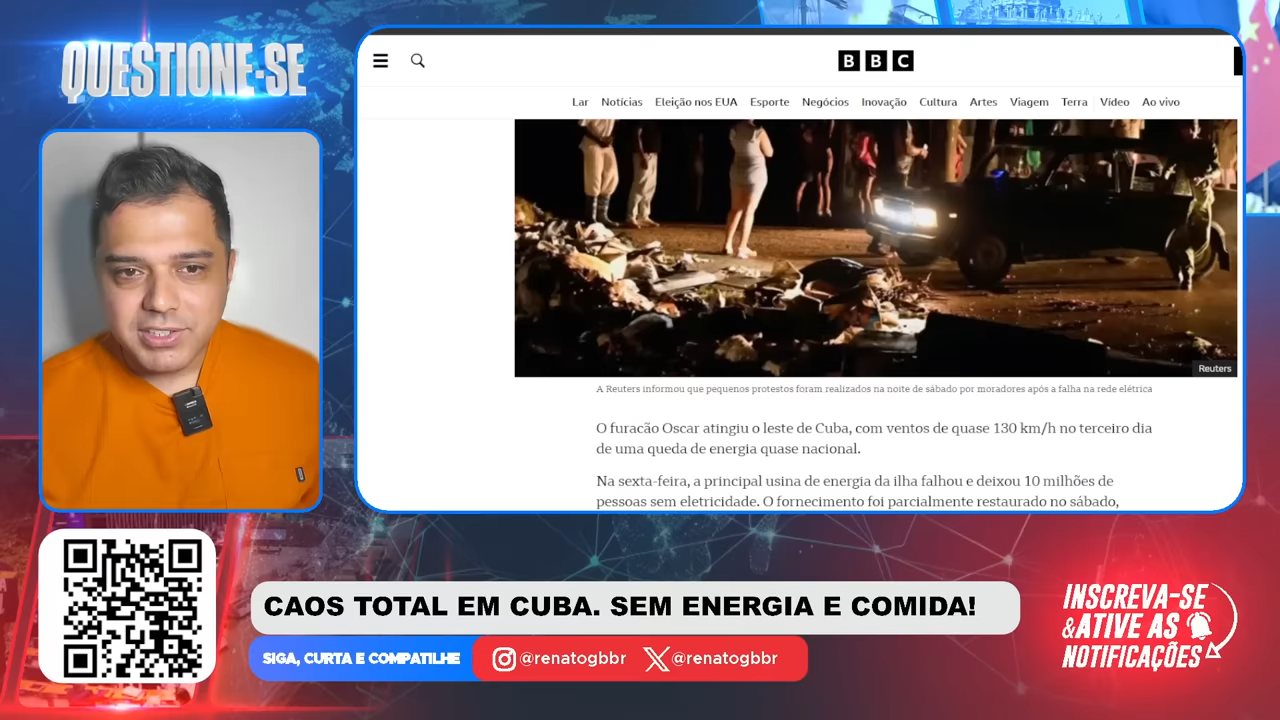 QUESTIONE-SE
BBC
Lar Notícias Eleição nos EUA Esporte Negócios Inovação Cultura Artes Viagem Terra Vídeo Ao vivo
Reuters
A Reuters informou que pequenos protestos foram realizados na noite de sábado por moradores após a falha na rede elétrica
O furacão Oscar atingiu o leste de Cuba, com ventos de quase 130 km/h no terceiro dia
de uma queda de energia quase nacional.
Na sexta-feira, a principal usina de energia da ilha falhou e deixou 10 milhões de
pessoas sem eletricidade. O fornecimento foi parcialmente restaurado no sábado,
CAOS TOTAL EM CUBA. SEM ENERGIA E COMIDA!
SIGA, CURTA E COMPATILHE
@renatogbbr
@renatogbbr
INSCREVA-SE
&ATIVE AS
NOTIFICAÇÕES